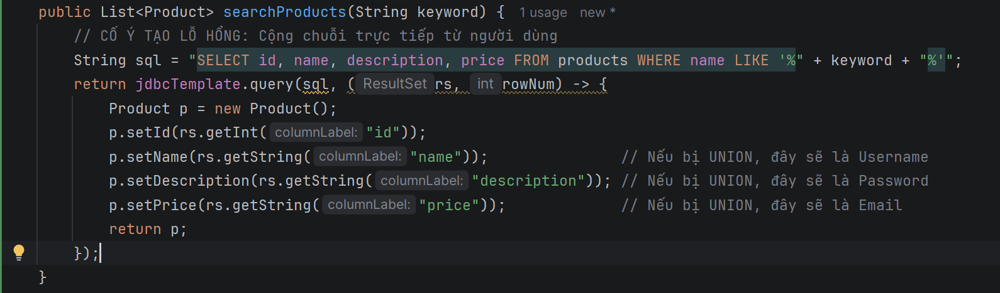 public List<Product> searchProducts(String keyword) { 1 usage new *
// CỐ Ý TẠO LỖ HỔNG: Cộng chuỗi trực tiếp từ người dùng
String sql = "SELECT id, name, description, price FROM products WHERE name LIKE '%" + keyword + "%'";
return jdbcTemplate.query(sql, (ResultSet rs, int rowNum) -> {
Product p = new Product();
p.setId(rs.getInt(columnLabel: "id"));
p.setName(rs.getString(columnLabel: "name")); // Nếu bị UNION, đây sẽ là Username
p.setDescription(rs.getString(columnLabel: "description")); // Nếu bị UNION, đây sẽ là Password
p.setPrice(rs.getString(columnLabel: "price")); // Nếu bị UNION, đây sẽ là Email
return p;
});
}